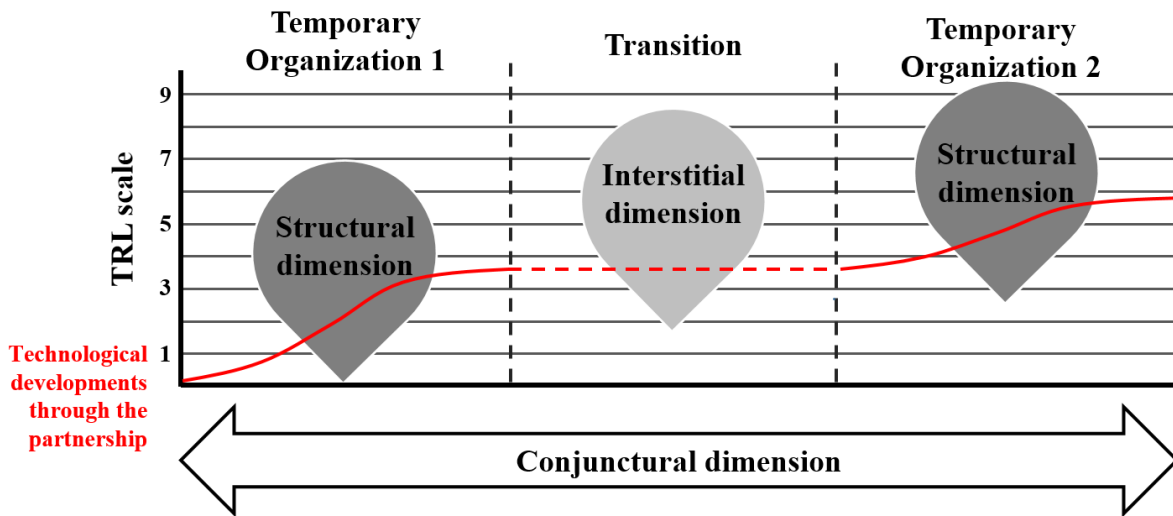 Temporary
Organization 1
Transition
Temporary
Organization 2
TRL scale
9
7
5
3
1
Structural
dimension
Interstitial
dimension
Structural
dimension
Technological
developments
through the
partnership
Conjunctural dimension